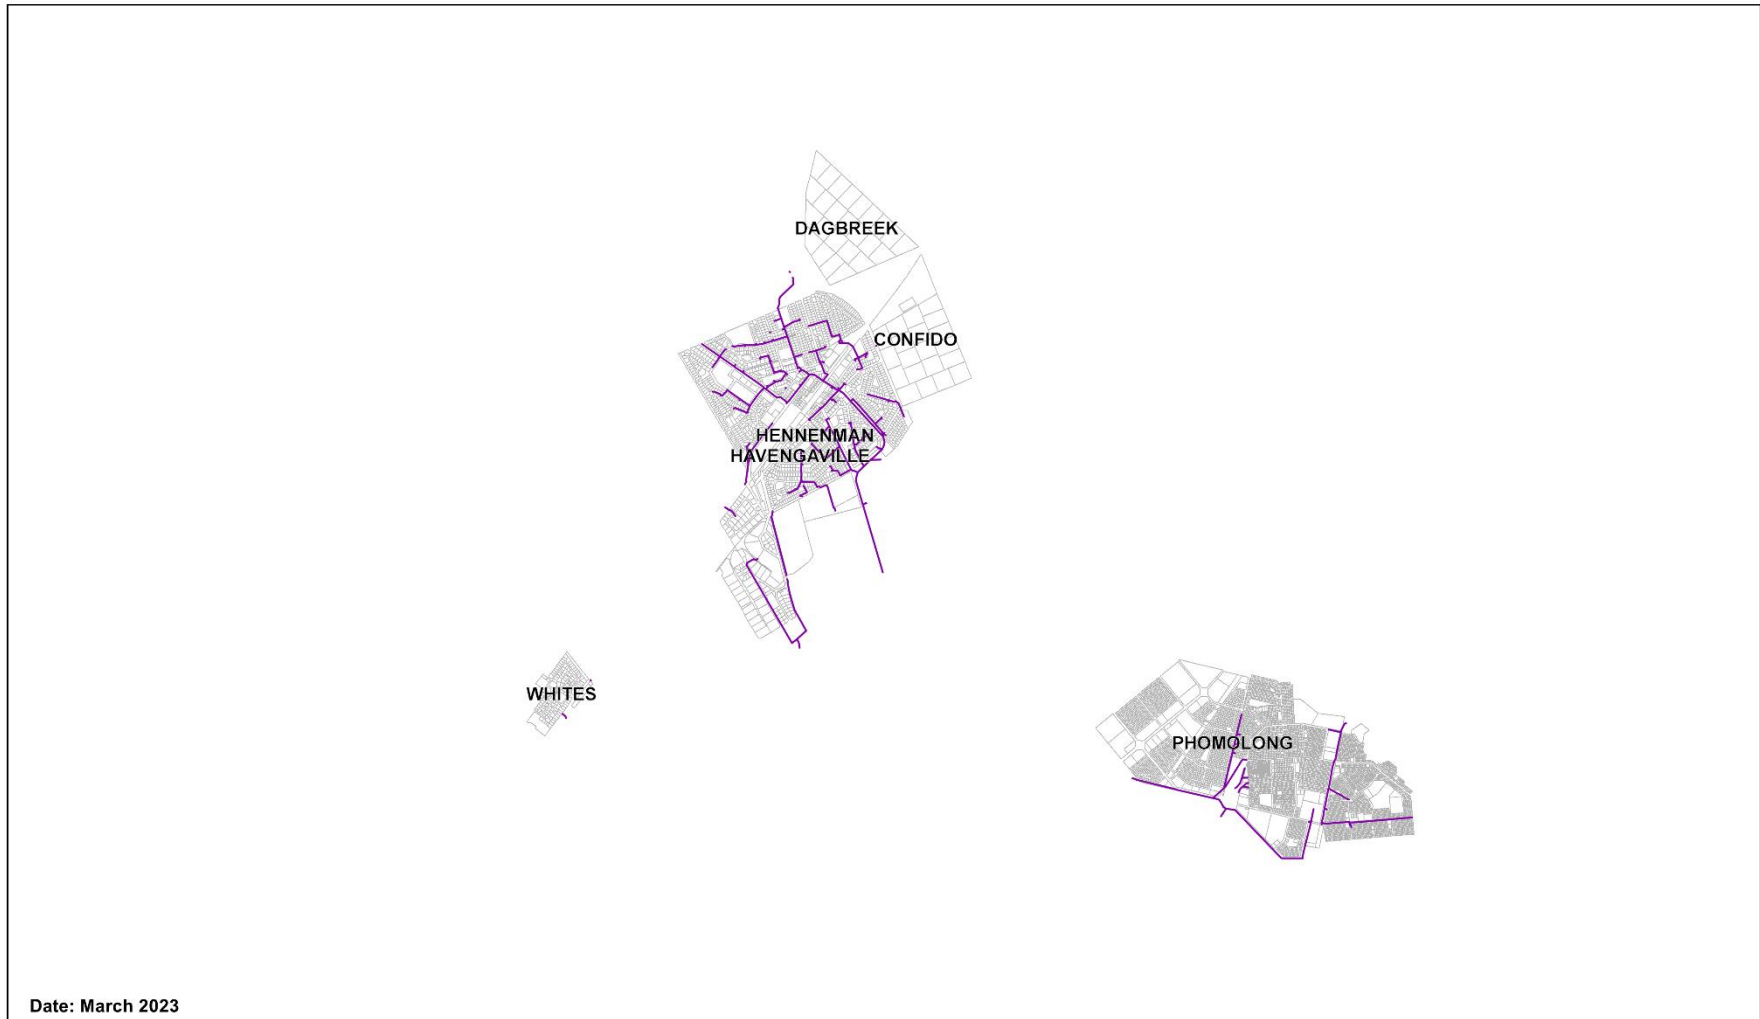 DAGBREEK
CONFIDO
HENNENMAN
HAVENGAVILLE
WHITES
PHOMOLONG
Date: March 2023